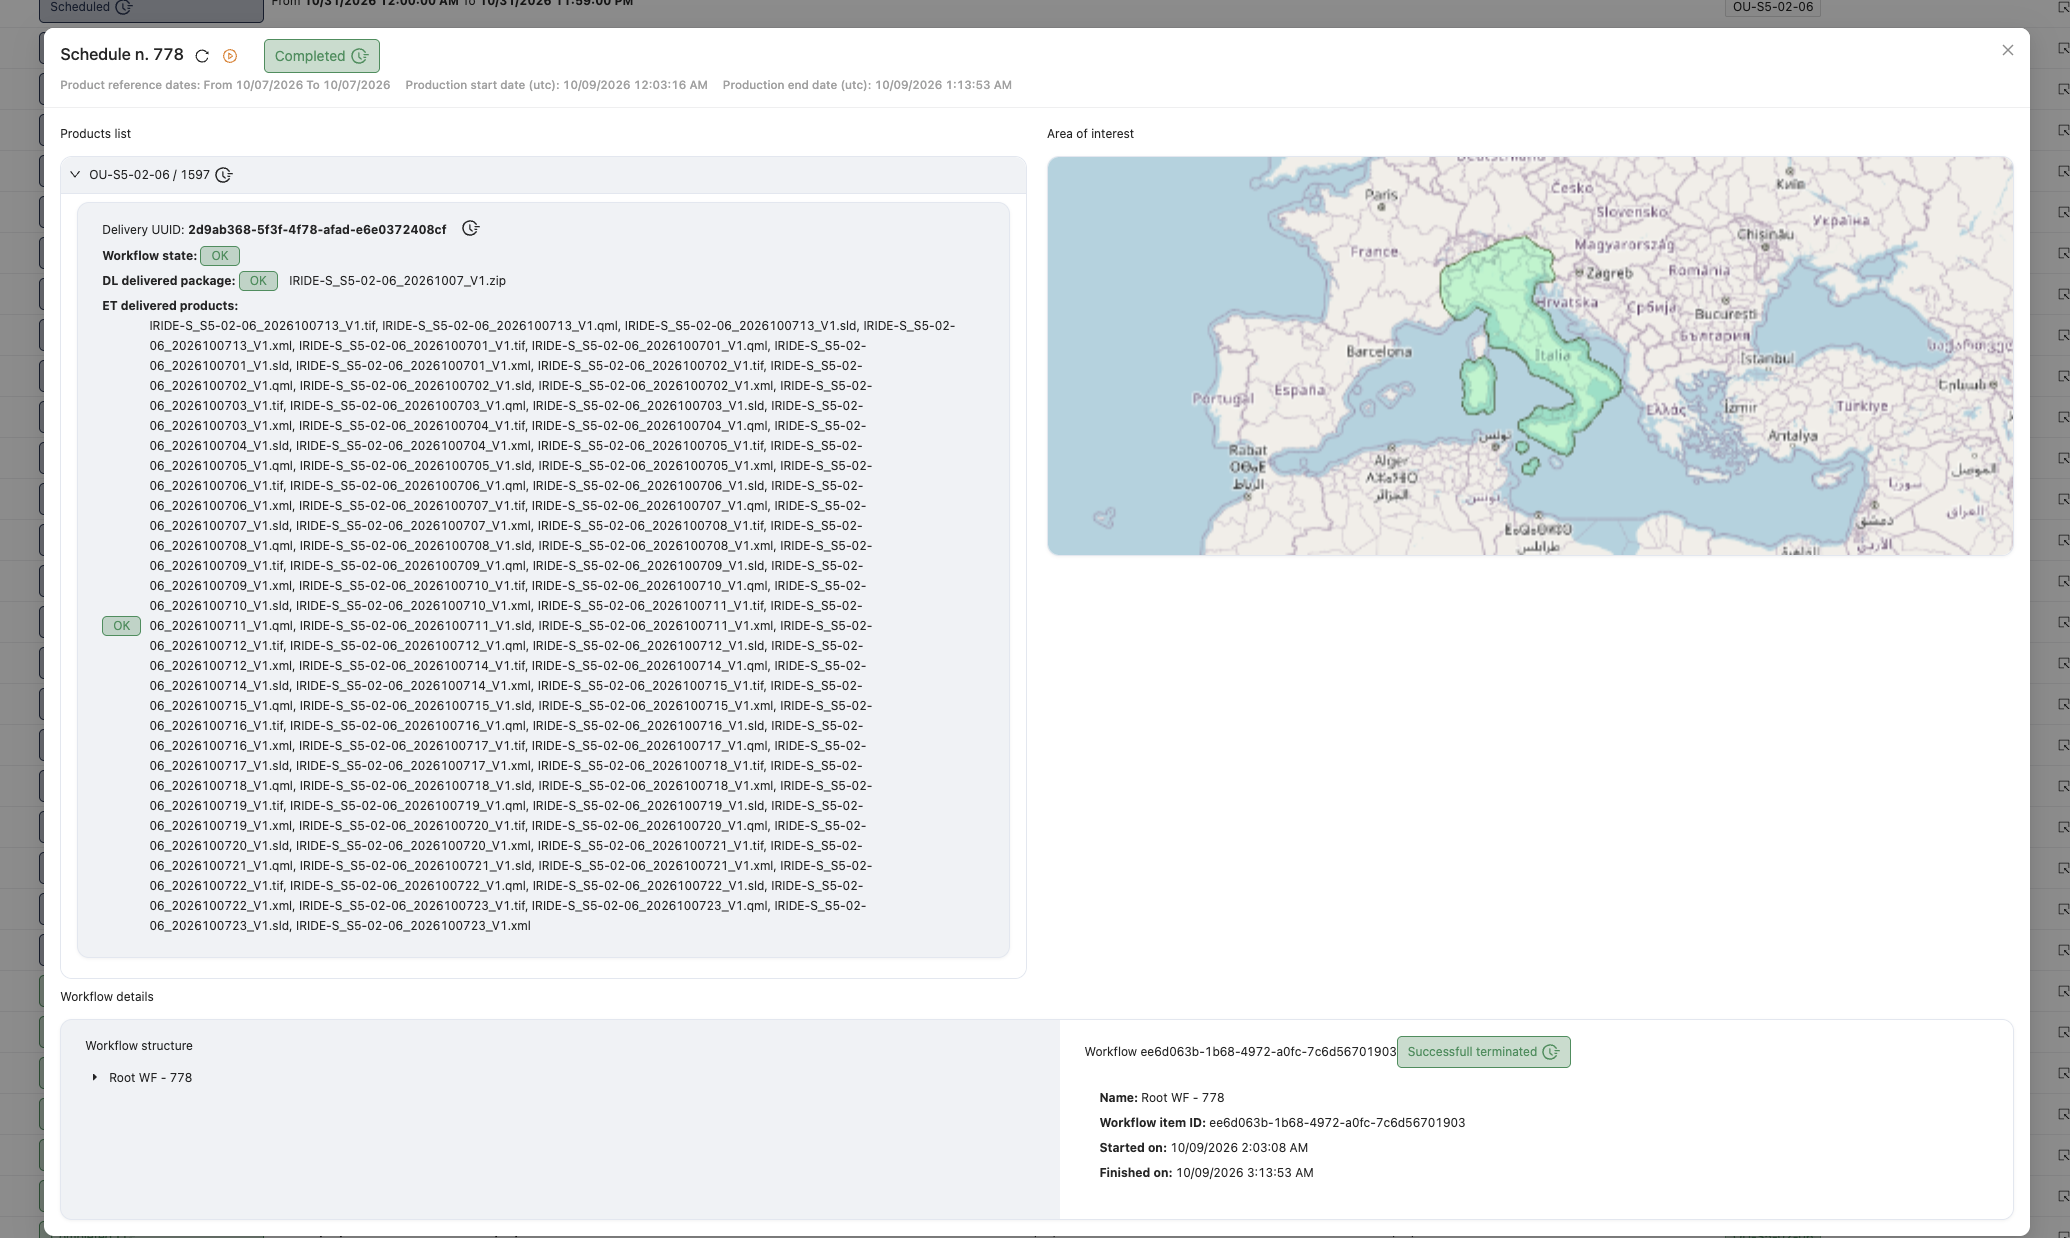 Scheduled
From 10/31/2026 12:00:00 AM To 10/31/2026 11:59:00 PM
OU-S5-02-06
Schedule n. 778
Completed
Product reference dates: From 10/07/2026 To 10/07/2026 Production start date (utc): 10/09/2026 12:03:16 AM Production end date (utc): 10/09/2026 1:13:53 AM
Products list
OU-S5-02-06 / 1597
Delivery UUID: 2d9ab368-5f3f-4f78-afad-e6e0372408cf
Workflow state: OK
DL delivered package: OK IRIDE-S_S5-02-06_20261007_V1.zip
ET delivered products:
IRIDE-S_S5-02-06_2026100713_V1.tif, IRIDE-S_S5-02-06_2026100713_V1.qml, IRIDE-S_S5-02-06_2026100713_V1.sld, IRIDE-S_S5-02-
06_2026100713_V1.xml, IRIDE-S_S5-02-06_2026100701_V1.tif, IRIDE-S_S5-02-06_2026100701_V1.qml, IRIDE-S_S5-02-
06_2026100701_V1.sld, IRIDE-S_S5-02-06_2026100701_V1.xml, IRIDE-S_S5-02-06_2026100702_V1.tif, IRIDE-S_S5-02-
06_2026100702_V1.qml, IRIDE-S_S5-02-06_2026100702_V1.sld, IRIDE-S_S5-02-06_2026100702_V1.xml, IRIDE-S_S5-02-
06_2026100703_V1.tif, IRIDE-S_S5-02-06_2026100703_V1.qml, IRIDE-S_S5-02-06_2026100703_V1.sld, IRIDE-S_S5-02-
06_2026100703_V1.xml, IRIDE-S_S5-02-06_2026100704_V1.tif, IRIDE-S_S5-02-06_2026100704_V1.qml, IRIDE-S_S5-02-
06_2026100704_V1.sld, IRIDE-S_S5-02-06_2026100704_V1.xml, IRIDE-S_S5-02-06_2026100705_V1.tif, IRIDE-S_S5-02-
06_2026100705_V1.qml, IRIDE-S_S5-02-06_2026100705_V1.sld, IRIDE-S_S5-02-06_2026100705_V1.xml, IRIDE-S_S5-02-
06_2026100706_V1.tif, IRIDE-S_S5-02-06_2026100706_V1.qml, IRIDE-S_S5-02-06_2026100706_V1.sld, IRIDE-S_S5-02-
06_2026100706_V1.xml, IRIDE-S_S5-02-06_2026100707_V1.tif, IRIDE-S_S5-02-06_2026100707_V1.qml, IRIDE-S_S5-02-
06_2026100707_V1.sld, IRIDE-S_S5-02-06_2026100707_V1.xml, IRIDE-S_S5-02-06_2026100708_V1.tif, IRIDE-S_S5-02-
06_2026100708_V1.qml, IRIDE-S_S5-02-06_2026100708_V1.sld, IRIDE-S_S5-02-06_2026100708_V1.xml, IRIDE-S_S5-02-
06_2026100709_V1.tif, IRIDE-S_S5-02-06_2026100709_V1.qml, IRIDE-S_S5-02-06_2026100709_V1.sld, IRIDE-S_S5-02-
06_2026100709_V1.xml, IRIDE-S_S5-02-06_2026100710_V1.tif, IRIDE-S_S5-02-06_2026100710_V1.qml, IRIDE-S_S5-02-
06_2026100710_V1.sld, IRIDE-S_S5-02-06_2026100710_V1.xml, IRIDE-S_S5-02-06_2026100711_V1.tif, IRIDE-S_S5-02-
OK 06_2026100711_V1.qml, IRIDE-S_S5-02-06_2026100711_V1.sld, IRIDE-S_S5-02-06_2026100711_V1.xml, IRIDE-S_S5-02-
06_2026100712_V1.tif, IRIDE-S_S5-02-06_2026100712_V1.qml, IRIDE-S_S5-02-06_2026100712_V1.sld, IRIDE-S_S5-02-
06_2026100712_V1.xml, IRIDE-S_S5-02-06_2026100714_V1.tif, IRIDE-S_S5-02-06_2026100714_V1.qml, IRIDE-S_S5-02-
06_2026100714_V1.sld, IRIDE-S_S5-02-06_2026100714_V1.xml, IRIDE-S_S5-02-06_2026100715_V1.tif, IRIDE-S_S5-02-
06_2026100715_V1.qml, IRIDE-S_S5-02-06_2026100715_V1.sld, IRIDE-S_S5-02-06_2026100715_V1.xml, IRIDE-S_S5-02-
06_2026100716_V1.tif, IRIDE-S_S5-02-06_2026100716_V1.qml, IRIDE-S_S5-02-06_2026100716_V1.sld, IRIDE-S_S5-02-
06_2026100716_V1.xml, IRIDE-S_S5-02-06_2026100717_V1.tif, IRIDE-S_S5-02-06_2026100717_V1.qml, IRIDE-S_S5-02-
06_2026100717_V1.sld, IRIDE-S_S5-02-06_2026100717_V1.xml, IRIDE-S_S5-02-06_2026100718_V1.tif, IRIDE-S_S5-02-
06_2026100718_V1.qml, IRIDE-S_S5-02-06_2026100718_V1.sld, IRIDE-S_S5-02-06_2026100718_V1.xml, IRIDE-S_S5-02-
06_2026100719_V1.tif, IRIDE-S_S5-02-06_2026100719_V1.qml, IRIDE-S_S5-02-06_2026100719_V1.sld, IRIDE-S_S5-02-
06_2026100719_V1.xml, IRIDE-S_S5-02-06_2026100720_V1.tif, IRIDE-S_S5-02-06_2026100720_V1.qml, IRIDE-S_S5-02-
06_2026100720_V1.sld, IRIDE-S_S5-02-06_2026100720_V1.xml, IRIDE-S_S5-02-06_2026100721_V1.tif, IRIDE-S_S5-02-
06_2026100721_V1.qml, IRIDE-S_S5-02-06_2026100721_V1.sld, IRIDE-S_S5-02-06_2026100721_V1.xml, IRIDE-S_S5-02-
06_2026100722_V1.tif, IRIDE-S_S5-02-06_2026100722_V1.qml, IRIDE-S_S5-02-06_2026100722_V1.sld, IRIDE-S_S5-02-
06_2026100722_V1.xml, IRIDE-S_S5-02-06_2026100723_V1.tif, IRIDE-S_S5-02-06_2026100723_V1.qml, IRIDE-S_S5-02-
06_2026100723_V1.sld, IRIDE-S_S5-02-06_2026100723_V1.xml
Area of interest
Deutschland
Paris
Česko
Київ
Slovensko
Україна
Chișinău
France
Magyarország
Zagreb
România
Hrvatska
Србија
București
България
Barcelona
Italia
İstanbul
España
Portugal
Ελλάς
İzmir
Türkiye
Antalya
تونس
Rabat
الرباط
Alger
الجزائر
تونس
طرابلس
سوريا
دمشق
الموصل
العراق
الأردن
القاهرة
Workflow details
Workflow structure
Root WF - 778
Workflow ee6d063b-1b68-4972-a0fc-7c6d56701903 Successfull terminated
Name: Root WF - 778
Workflow item ID: ee6d063b-1b68-4972-a0fc-7c6d56701903
Started on: 10/09/2026 2:03:08 AM
Finished on: 10/09/2026 3:13:53 AM